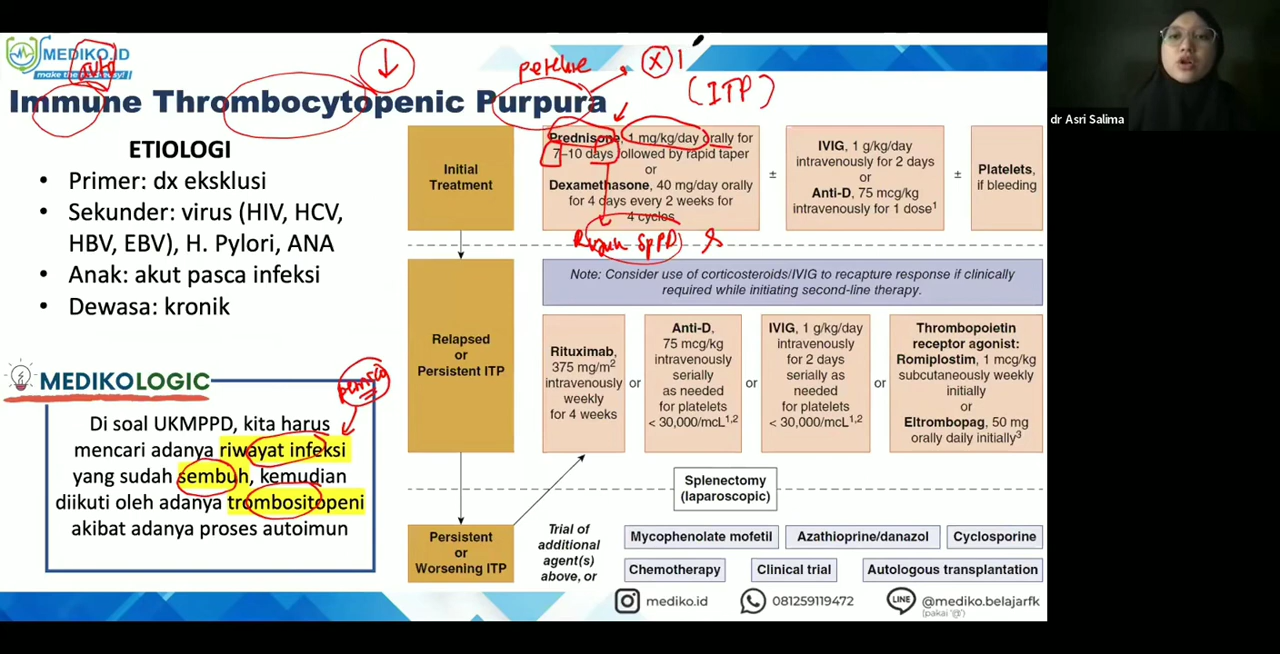 MEDIKO.ID
make the
auto
↓
petekie
X
(ITP)
Immune Thrombocytopenic Purpura
dr Asri Salima
ETIOLOGI
• Primer: dx eksklusi
• Sekunder: virus (HIV, HCV,
HBV, EBV), H. Pylori, ANA
• Anak: akut pasca infeksi
• Dewasa: kronik
MEDIKOLOGIC
Di soal UKMPPD, kita harus
mencari adanya riwayat infeksi
yang sudah sembuh, kemudian
diikuti oleh adanya trombositopeni
akibat adanya proses autoimun
Initial
Treatment
Prednisone, 1 mg/kg/day orally for
7–10 days followed by rapid taper
or
Dexamethasone, 40 mg/day orally
for 4 days every 2 weeks for
4 cycles
Rujuk SpPD
±
IVIG, 1 g/kg/day
intravenously for 2 days
or
Anti-D, 75 mcg/kg
intravenously for 1 dose¹
±
Platelets,
if bleeding
Note: Consider use of corticosteroids/IVIG to recapture response if clinically
required while initiating second-line therapy.
Relapsed
or
Persistent ITP
Rituximab,
375 mg/m²
intravenously
weekly
for 4 weeks
or
Anti-D,
75 mcg/kg
intravenously
serially
as needed
for platelets
< 30,000/mcL¹,²
or
IVIG, 1 g/kg/day
intravenously
for 2 days
serially as
needed
for platelets
< 30,000/mcL¹,²
or
Thrombopoietin
receptor agonist:
Romiplostim, 1 mcg/kg
subcutaneously weekly
initially
or
Eltrombopag, 50 mg
orally daily initially³
Splenectomy
(laparoscopic)
Persistent
or
Worsening ITP
Trial of
additional
agent(s)
above, or
Mycophenolate mofetil
Azathioprine/danazol
Cyclosporine
Chemotherapy
Clinical trial
Autologous transplantation
mediko.id
081259119472
LINE
@mediko.belajarfk
(pakai '@')